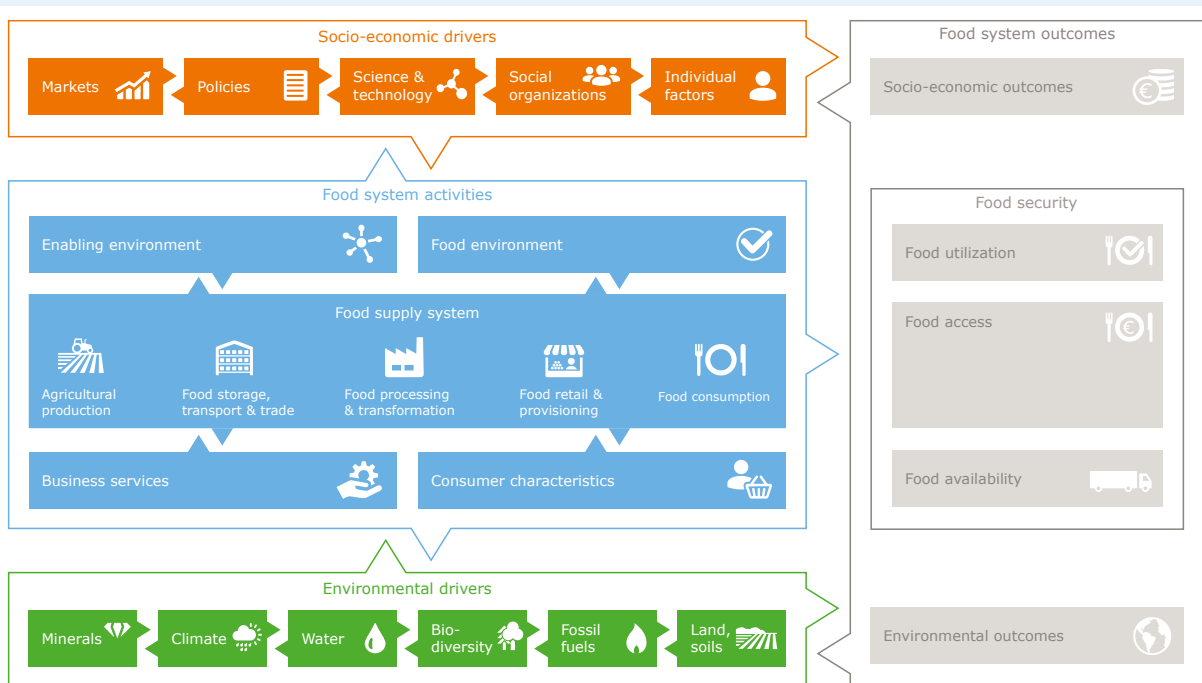 Socio-economic drivers
Markets
Policies
Science &
technology
Social
organizations
Individual
factors
Food system outcomes
Socio-economic outcomes
€
Food system activities
Enabling environment
Food environment
Food supply system
Agricultural
production
Food storage,
transport & trade
Food processing
& transformation
Food retail &
provisioning
Food consumption
Business services
Consumer characteristics
Food security
Food utilization
Food access
€
Food availability
Environmental drivers
Minerals
Climate
Water
Bio-
diversity
Fossil
fuels
Land,
soils
Environmental outcomes